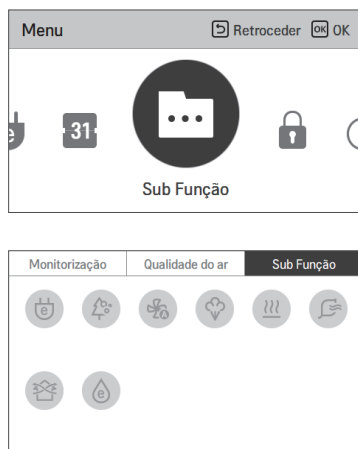 Menu Retroceder OK OK
e 31
Sub Função
Monitorização Qualidade do ar Sub Função
e A
e